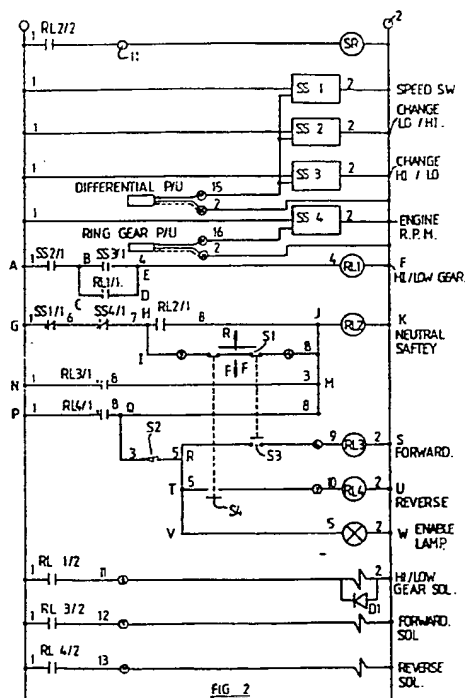 2
1 RL2/2 11 SR
1 SS 1 2 SPEED SW
CHANGE
LO / HI.
1 SS 2 2
CHANGE
HI / LO
1 SS 3 2
DIFFERENTIAL P/U 15
2
1 SS 4 2 ENGINE
R.P.M.
RING GEAR P/U 16
2
A 1 SS2/1 B SS3/1 4 RL1 2 F
HI/LOW GEAR.
E
RL1/1.
C D
G 1 SS1/1 6 SS4/1 7 H RL2/1 8 J RL2 2 K
NEUTRAL
SAFTEY
R S1
I 8
F F
N 1 RL3/1 8 3 M
P 1 RL4/1 8 Q 8
S2
3 5 R S3 9 RL3 2 S
FORWARD.
T 5 10 RL4 2 U
REVERSE
S4
V 5 2 W ENABLE
LAMP.
1 RL 1/2 11 2 HI/LOW
GEAR SOL.
D1
1 RL 3/2 12 FORWARD.
SOL
1 RL 4/2 13 REVERSE
SOL.
FIG 2